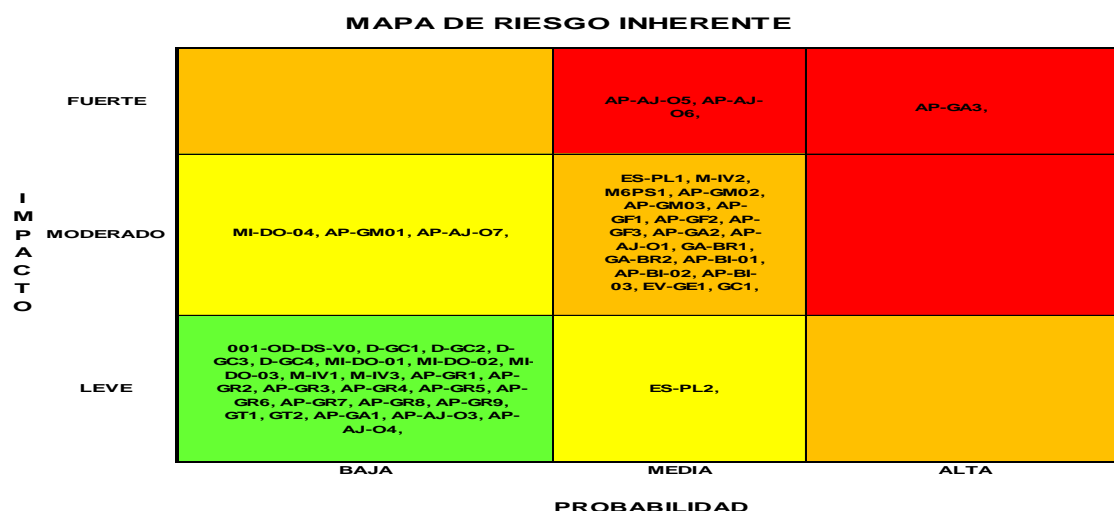 MAPA DE RIESGO INHERENTE
FUERTE
AP-AJ-O5, AP-AJ-
O6,
AP-GA3,
I
M
P
A
C
T
O
MODERADO
MI-DO-04, AP-GM01, AP-AJ-O7,
ES-PL1, M-IV2,
M6PS1, AP-GM02,
AP-GM03, AP-
GF1, AP-GF2, AP-
GF3, AP-GA2, AP-
AJ-O1, GA-BR1,
GA-BR2, AP-BI-01,
AP-BI-02, AP-BI-
03, EV-GE1, GC1,
LEVE
001-OD-DS-V0, D-GC1, D-GC2, D-
GC3, D-GC4, MI-DO-01, MI-DO-02, MI-
DO-03, M-IV1, M-IV3, AP-GR1, AP-
GR2, AP-GR3, AP-GR4, AP-GR5, AP-
GR6, AP-GR7, AP-GR8, AP-GR9,
GT1, GT2, AP-GA1, AP-AJ-O3, AP-
AJ-O4,
ES-PL2,
BAJA
MEDIA
ALTA
PROBABILIDAD